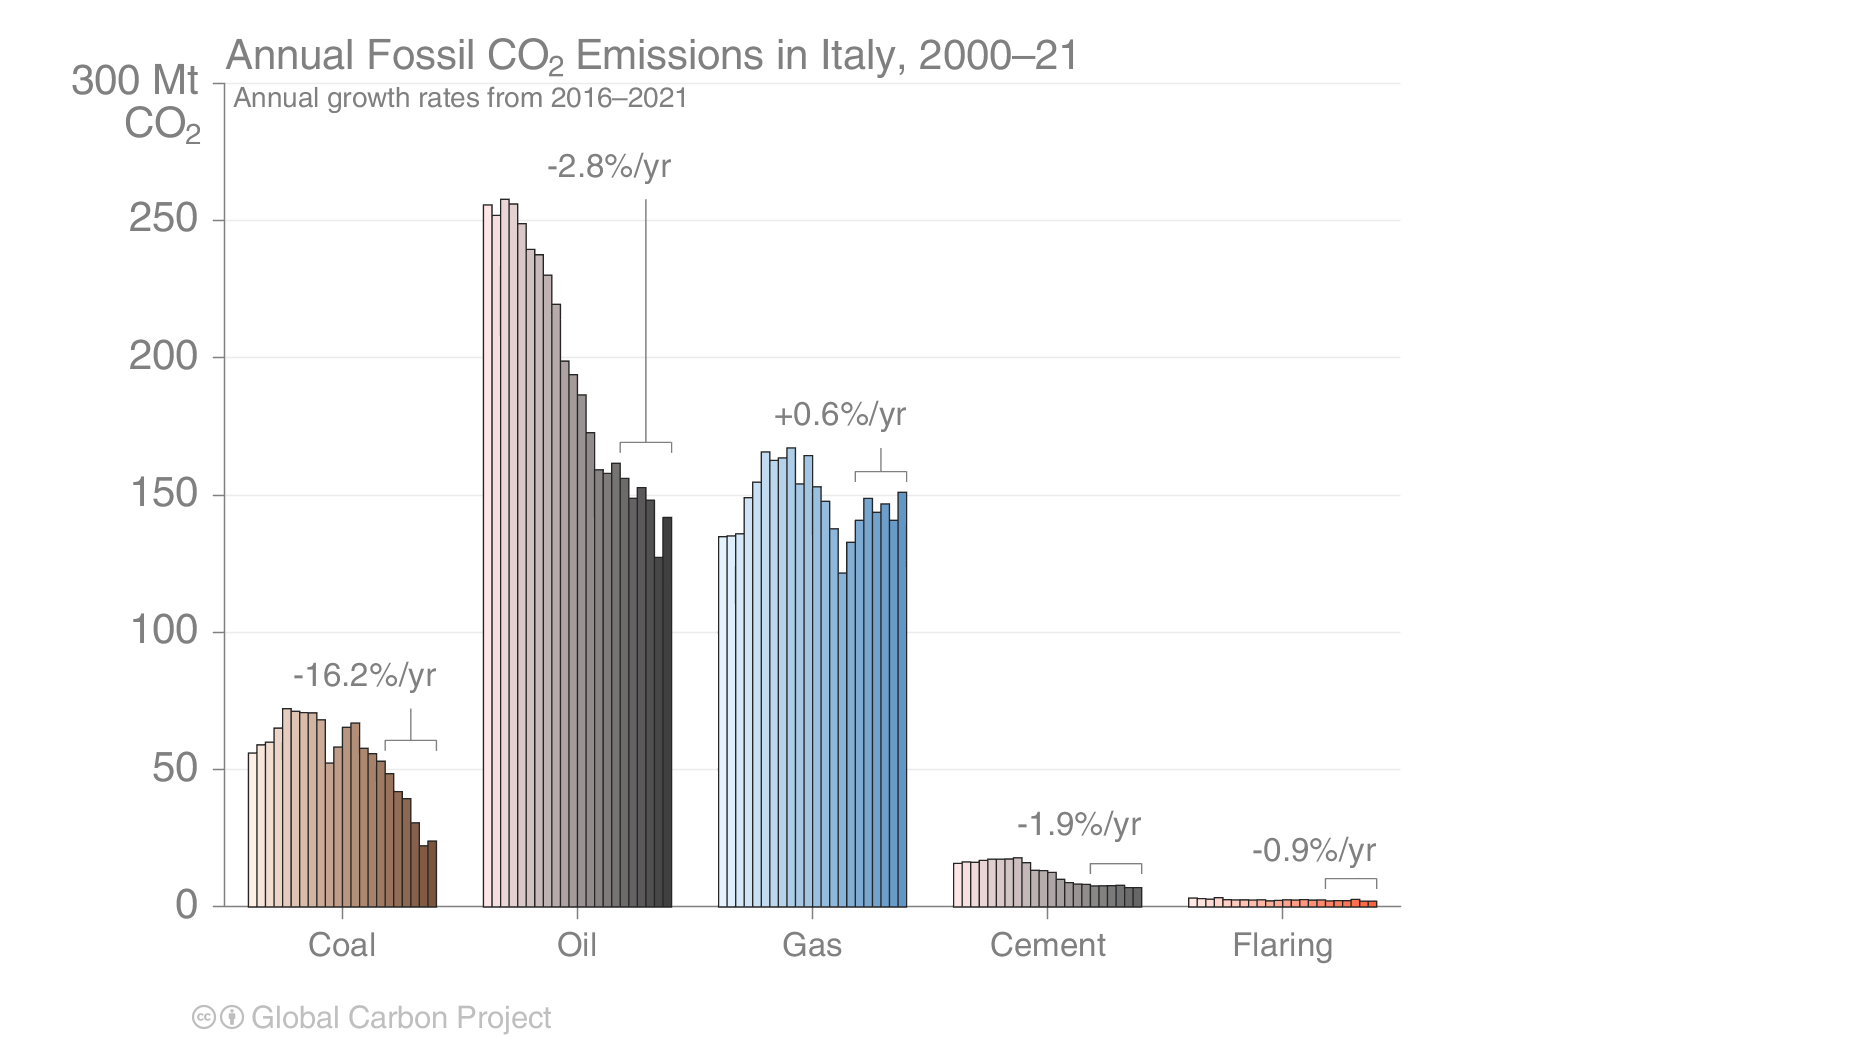 Annual Fossil CO₂ Emissions in Italy, 2000–21
300 Mt
CO₂
Annual growth rates from 2016–2021
-2.8%/yr
250
200
+0.6%/yr
150
100
-16.2%/yr
50
-1.9%/yr
-0.9%/yr
0
Coal Oil Gas Cement Flaring
cc Global Carbon Project